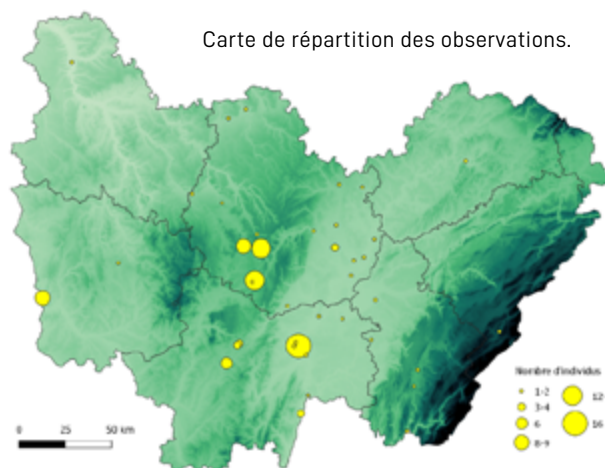 Carte de répartition des observations.
Nombre d'individus
1-2
3-4
6
8-9
12
16
0 25 50 km